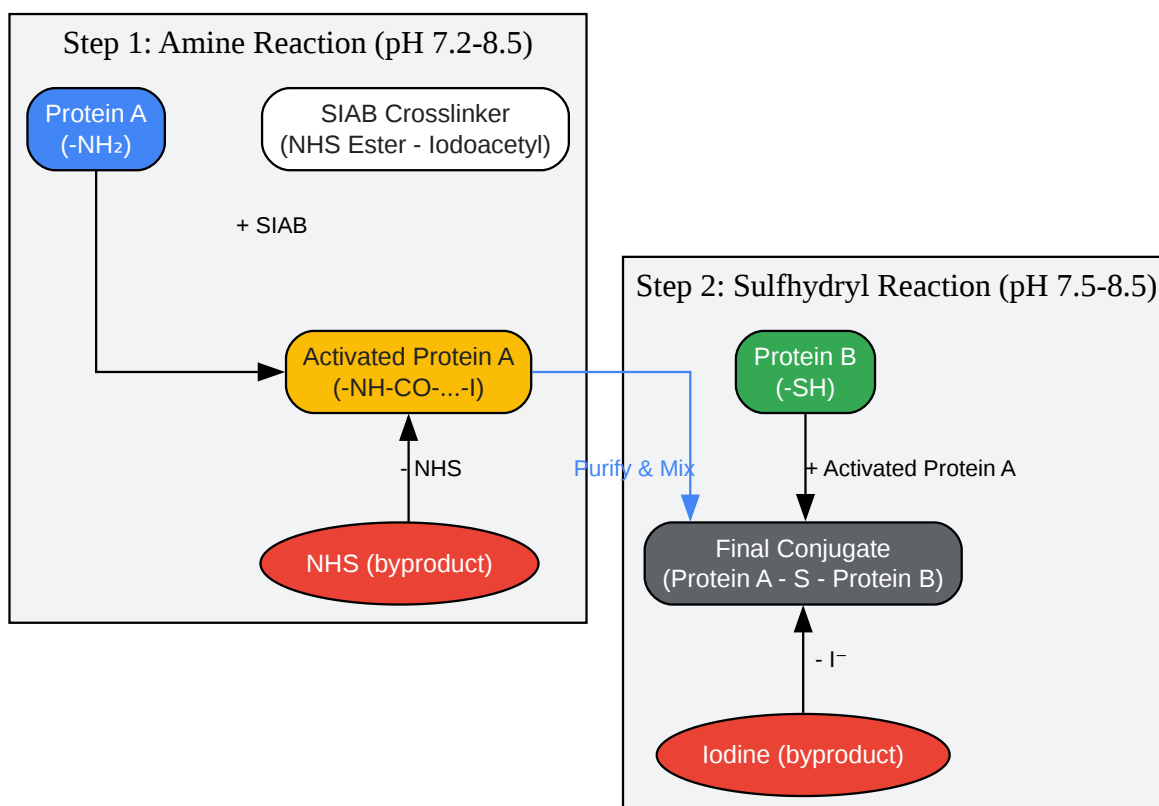 Step 1: Amine Reaction (pH 7.2-8.5)
Protein A
(-NH₂)
SIAB Crosslinker
(NHS Ester - Iodoacetyl)
+ SIAB
Activated Protein A
(-NH-CO-...-I)
- NHS
NHS (byproduct)
Purify & Mix
Step 2: Sulfhydryl Reaction (pH 7.5-8.5)
Protein B
(-SH)
+ Activated Protein A
Final Conjugate
(Protein A - S - Protein B)
- I⁻
Iodine (byproduct)